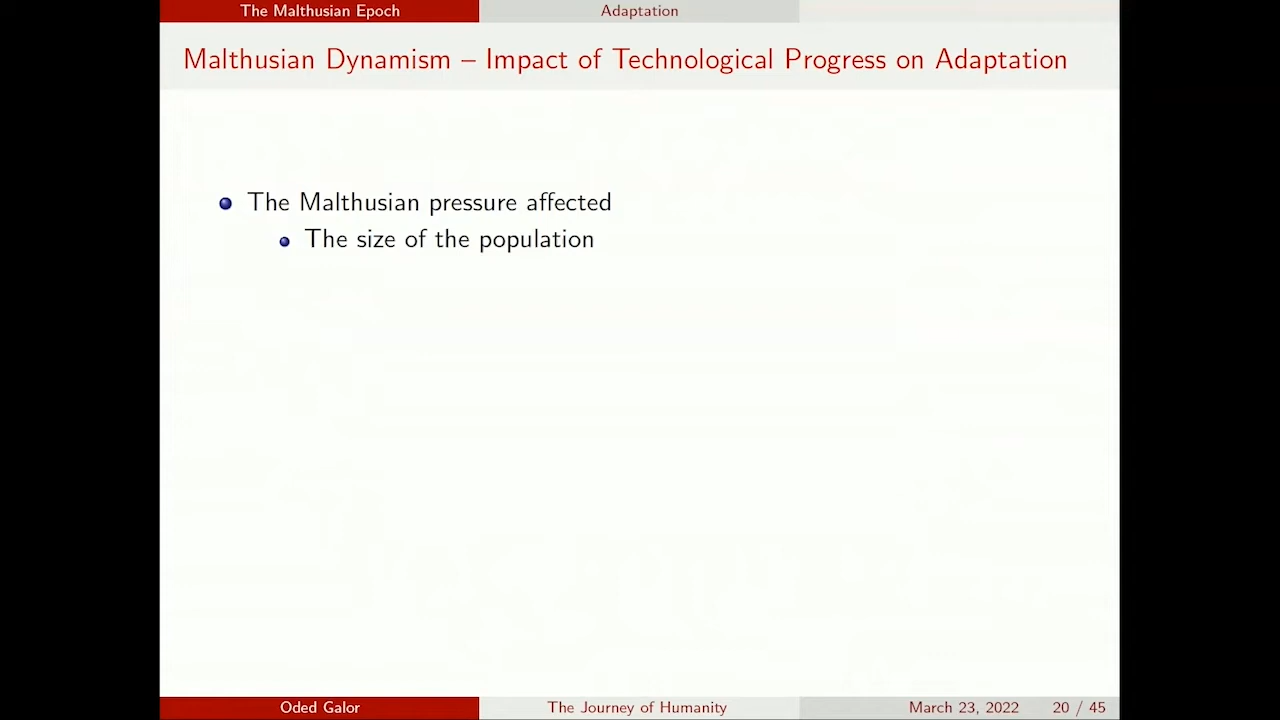 The Malthusian Epoch
Adaptation
Malthusian Dynamism – Impact of Technological Progress on Adaptation
The Malthusian pressure affected
The size of the population
Oded Galor
The Journey of Humanity
March 23, 2022
20 / 45